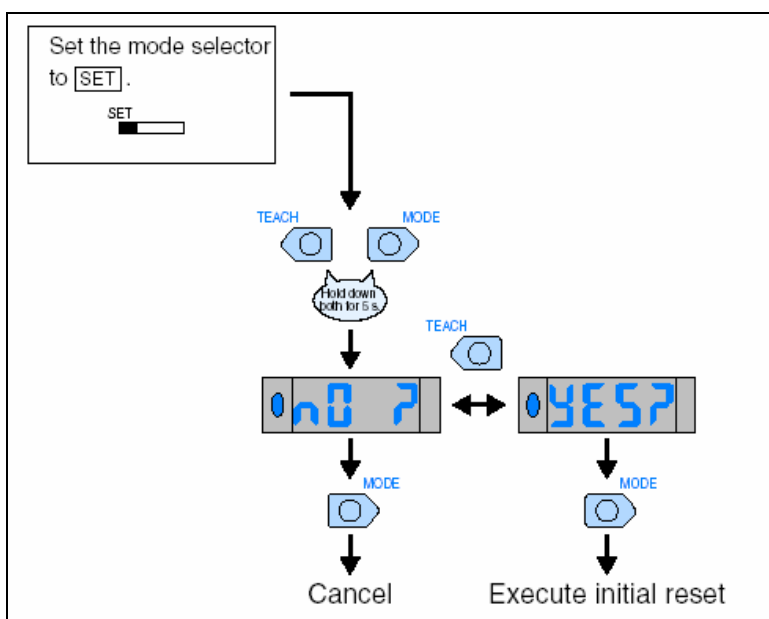 Set the mode selector
to SET .
SET
TEACH MODE
Hold down
both for 5 s.
TEACH
nO ? YES?
MODE MODE
Cancel Execute initial reset